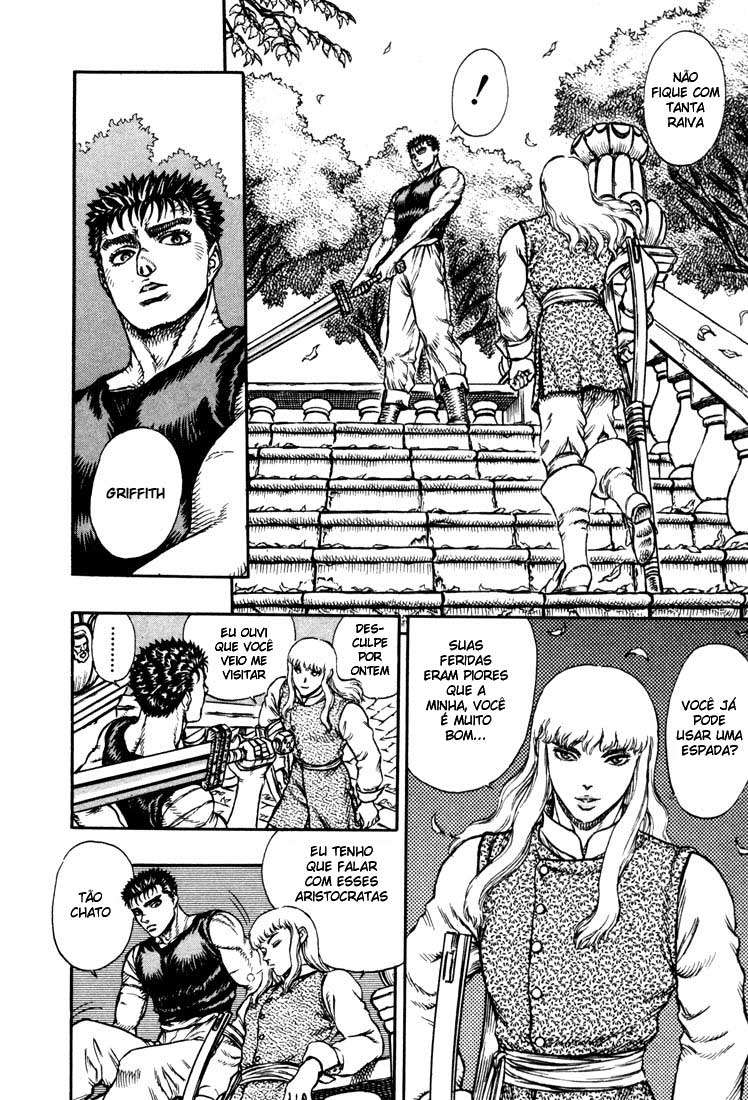 NÃO
FIQUE COM
TANTA
RAIVA
!
GRIFFITH
VOCÊ JÁ
PODE
USAR UMA
ESPADA?
SUAS
FERIDAS
ERAM PIORES
QUE A
MINHA, VOCÊ
É MUITO
BOM...
DES-
CULPE
POR
ONTEM
EU OUVI
QUE VOCÊ
VEIO ME
VISITAR
........
EU TENHO
QUE FALAR
COM ESSES
ARISTOCRATAS
TÃO
CHATO